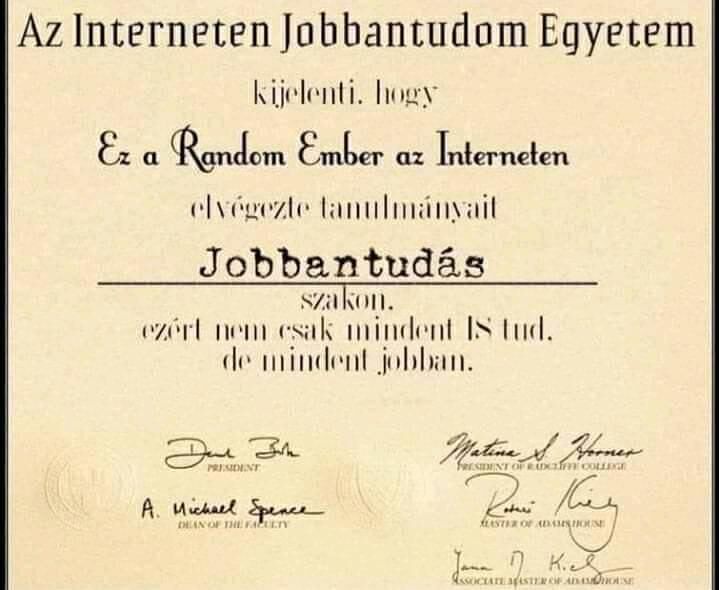 Az Interneten Jobbantudom Egyetem
kijelenti, hogy
Ez a Random Ember az Interneten
elvégezte tanulmányait
Jobbantudás
szakon,
ezért nem csak mindent IS tud,
de mindent jobban.
PRESIDENT
Matina S. Horner
PRESIDENT OF RADCLIFFE COLLEGE
A. Michael Spence
DEAN OF THE FACULTY
MASTER OF ADAMS HOUSE
ASSOCIATE MASTER OF ADAMS HOUSE